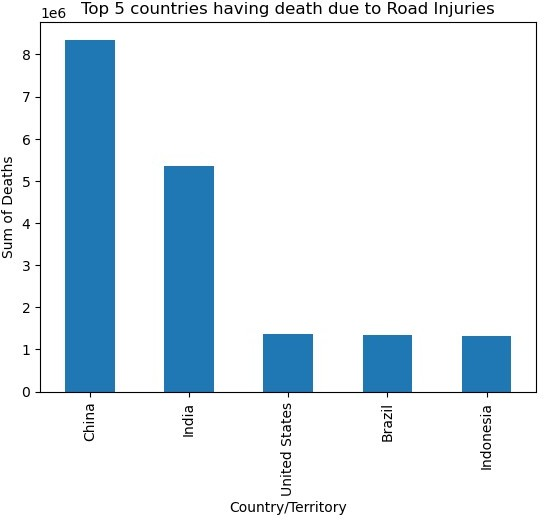 Top 5 countries having death due to Road Injuries
1e6
8
7
6
5
4
3
2
1
0
Sum of Deaths
China
India
United States
Brazil
Indonesia
Country/Territory